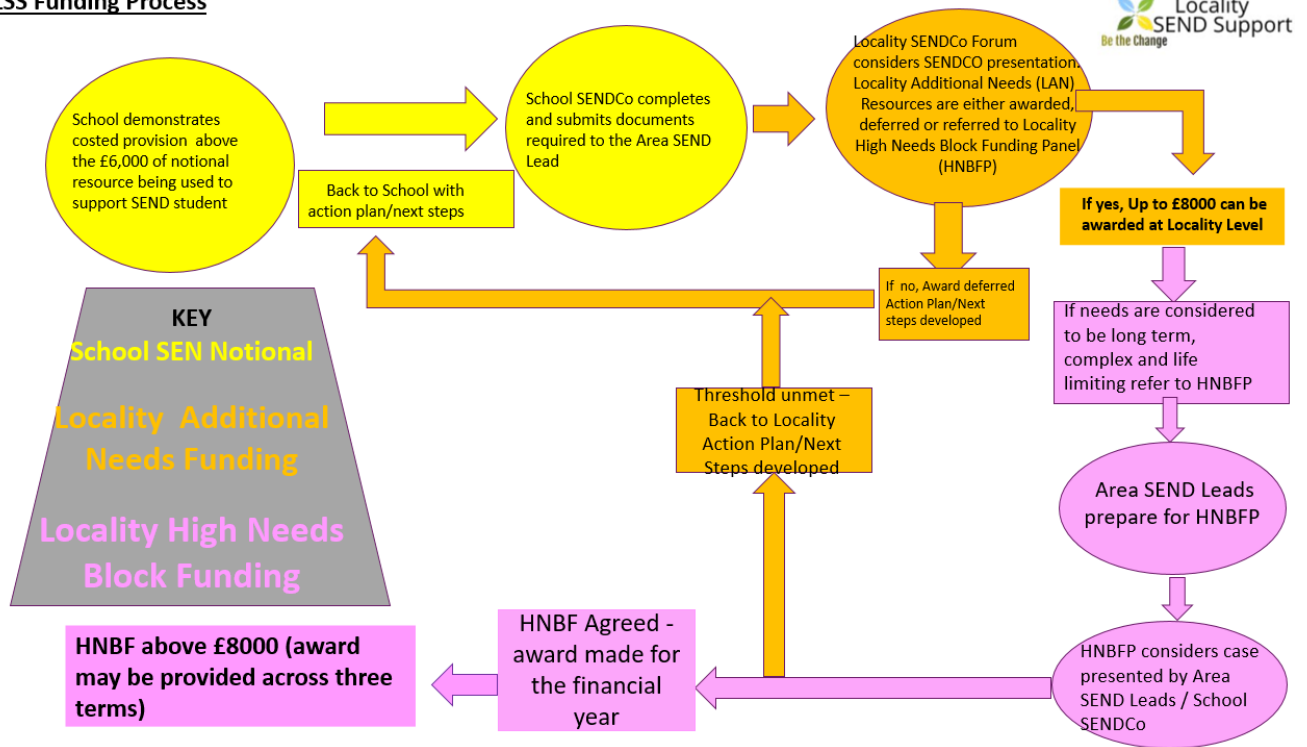 LSS Funding Process
Locality
SEND Support
Be the Change
School demonstrates
costed provision above
the £6,000 of notional
resource being used to
support SEND student
Back to School with
action plan/next steps
School SENDCo completes
and submits documents
required to the Area SEND
Lead
Locality SENDCo Forum
considers SENDCO presentation.
Locality Additional Needs (LAN)
Resources are either awarded,
deferred or referred to Locality
High Needs Block Funding Panel
(HNBFP)
If yes, Up to £8000 can be
awarded at Locality Level
If no, Award deferred
Action Plan/Next
steps developed
If needs are considered
to be long term,
complex and life
limiting refer to HNBFP
KEY
School SEN Notional
Locality Additional
Needs Funding
Locality High Needs
Block Funding
Threshold unmet –
Back to Locality
Action Plan/Next
Steps developed
Area SEND Leads
prepare for HNBFP
HNBFP considers case
presented by Area
SEND Leads / School
SENDCo
HNBF Agreed -
award made for
the financial
year
HNBF above £8000 (award
may be provided across three
terms)